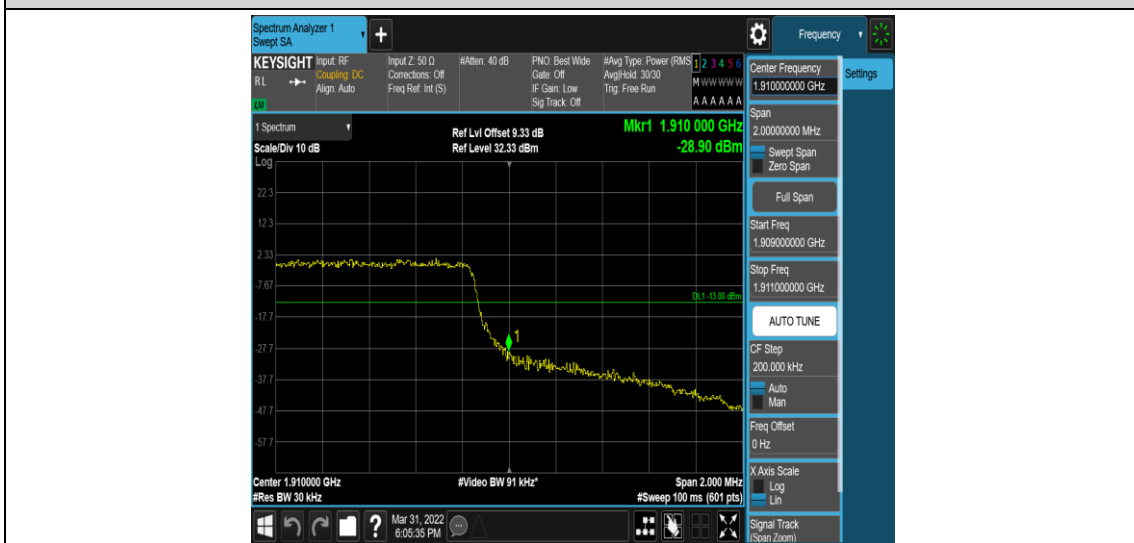 Spectrum Analyzer 1
Swept SA
+
Frequency
KEYSIGHT
RL
LXI
Input: RF
Coupling: DC
Align: Auto
Input Z: 50 Ω
Corrections: Off
Freq Ref: Int (S)
#Atten: 40 dB
PNO: Best Wide
Gate: Off
IF Gain: Low
Sig Track: Off
#Avg Type: Power (RMS
Avg|Hold: 30/30
Trig: Free Run
1 2 3 4 5 6
M W W W W W
A A A A A A
1 Spectrum
Ref Lvl Offset 9.33 dB
Mkr1 1.910 000 GHz
Scale/Div 10 dB
Ref Level 32.33 dBm
-28.90 dBm
Log
22.3
12.3
2.33
-7.67
DL1 -13.00 dBm
-17.7
1
-27.7
-37.7
-47.7
-57.7
Center 1.910000 GHz
#Video BW 91 kHz*
Span 2.000 MHz
#Res BW 30 kHz
#Sweep 100 ms (601 pts)
Mar 31, 2022
6:05:35 PM
?
Center Frequency
1.910000000 GHz
Settings
Span
2.00000000 MHz
Swept Span
Zero Span
Full Span
Start Freq
1.909000000 GHz
Stop Freq
1.911000000 GHz
AUTO TUNE
CF Step
200.000 kHz
Auto
Man
Freq Offset
0 Hz
X Axis Scale
Log
Lin
Signal Track
(Span Zoom)